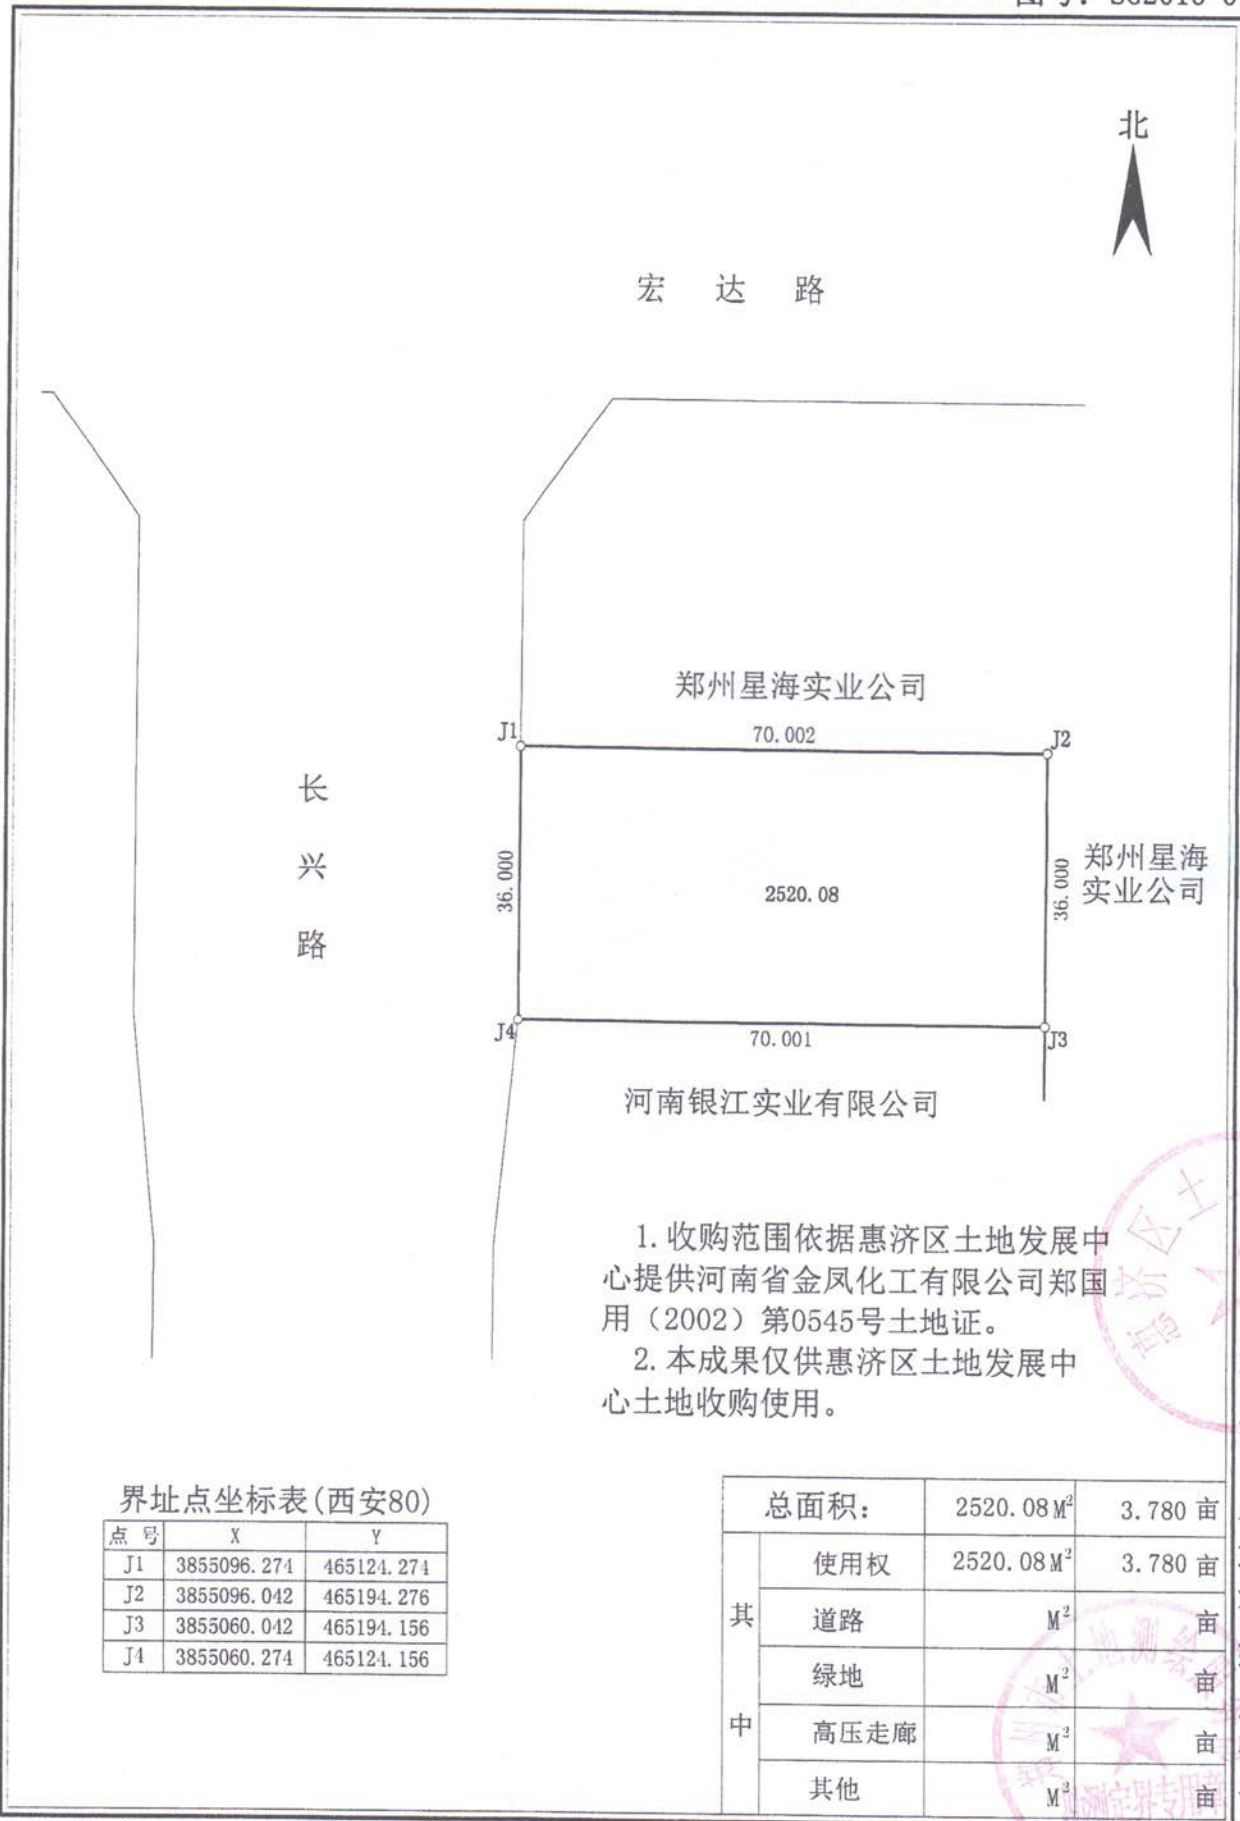 北
宏达路
郑州星海实业公司
J1
70.002
J2
长兴路
36.000
2520.08
36.000
郑州星海
实业公司
J4
70.001
J3
河南银江实业有限公司
1.收购范围依据惠济区土地发展中
心提供河南省金凤化工有限公司郑国
用（2002）第0545号土地证。
2.本成果仅供惠济区土地发展中
心土地收购使用。
界址点坐标表(西安80)
点号 X Y
J1 3855096.274 465124.274
J2 3855096.042 465194.276
J3 3855060.042 465194.156
J4 3855060.274 465124.156
总面积： 2520.08M² 3.780 亩
其中
使用权 2520.08M² 3.780 亩
道路 M² 亩
绿地 M² 亩
高压走廊 M² 亩
其他 M² 亩
惠济区土